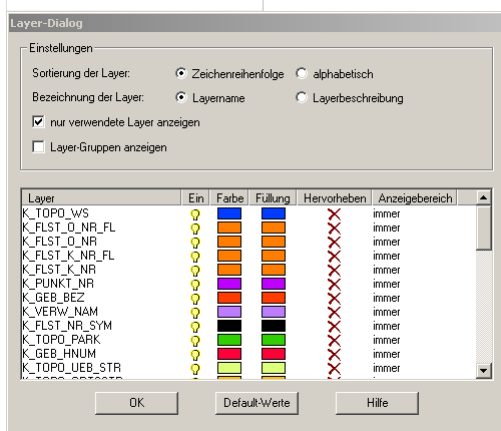 Layer-Dialog
Einstellungen
Sortierung der Layer: Zeichenreihenfolge alphabetisch
Bezeichnung der Layer: Layername Layerbeschreibung
nur verwendete Layer anzeigen
Layer-Gruppen anzeigen
Layer Ein Farbe Füllung Hervorheben Anzeigebereich
K_TOPO_WS immer
K_FLST_O_NR_FL immer
K_FLST_O_NR immer
K_FLST_K_NR_FL immer
K_FLST_K_NR immer
K_PUNKT_NR immer
K_GEB_BEZ immer
K_VERW_NAM immer
K_FLST_NR_SYM immer
K_TOPO_PARK immer
K_GEB_HNUM immer
K_TOPO_UEB_STR immer
OK Default-Werte Hilfe